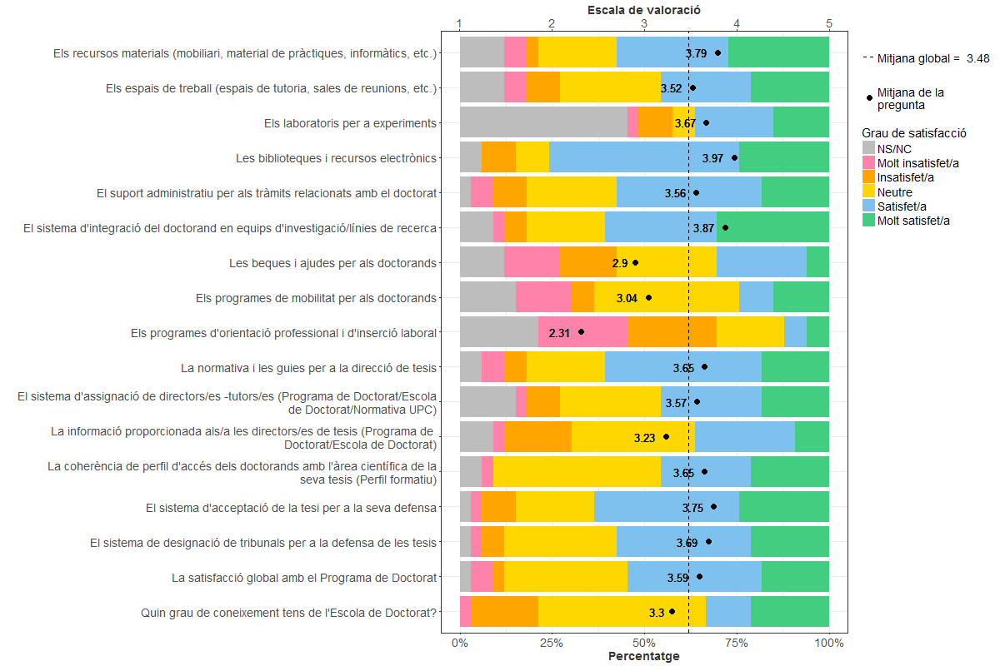 Escala de valoració
1 2 3 4 5
Els recursos materials (mobiliari, material de pràctiques, informàtics, etc.) 3.79
Els espais de treball (espais de tutoria, sales de reunions, etc.) 3.52
Els laboratoris per a experiments 3.67
Les biblioteques i recursos electrònics 3.97
El suport administratiu per als tràmits relacionats amb el doctorat 3.56
El sistema d'integració del doctorand en equips d'investigació/línies de recerca 3.87
Les beques i ajudes per als doctorands 2.9
Els programes de mobilitat per als doctorands 3.04
Els programes d'orientació professional i d'inserció laboral 2.31
La normativa i les guies per a la direcció de tesis 3.65
El sistema d'assignació de directors/es -tutors/es (Programa de Doctorat/Escola
de Doctorat/Normativa UPC) 3.57
La informació proporcionada als/a les directors/es de tesis (Programa de
Doctorat/Escola de Doctorat) 3.23
La coherència de perfil d'accés dels doctorands amb l'àrea científica de la
seva tesis (Perfil formatiu) 3.65
El sistema d'acceptació de la tesi per a la seva defensa 3.75
El sistema de designació de tribunals per a la defensa de les tesis 3.69
La satisfacció global amb el Programa de Doctorat 3.59
Quin grau de coneixement tens de l'Escola de Doctorat? 3.3
0% 25% 50% 75% 100%
Percentatge
Mitjana global = 3.48
Mitjana de la
pregunta
Grau de satisfacció
NS/NC
Molt insatisfet/a
Insatisfet/a
Neutre
Satisfet/a
Molt satisfet/a